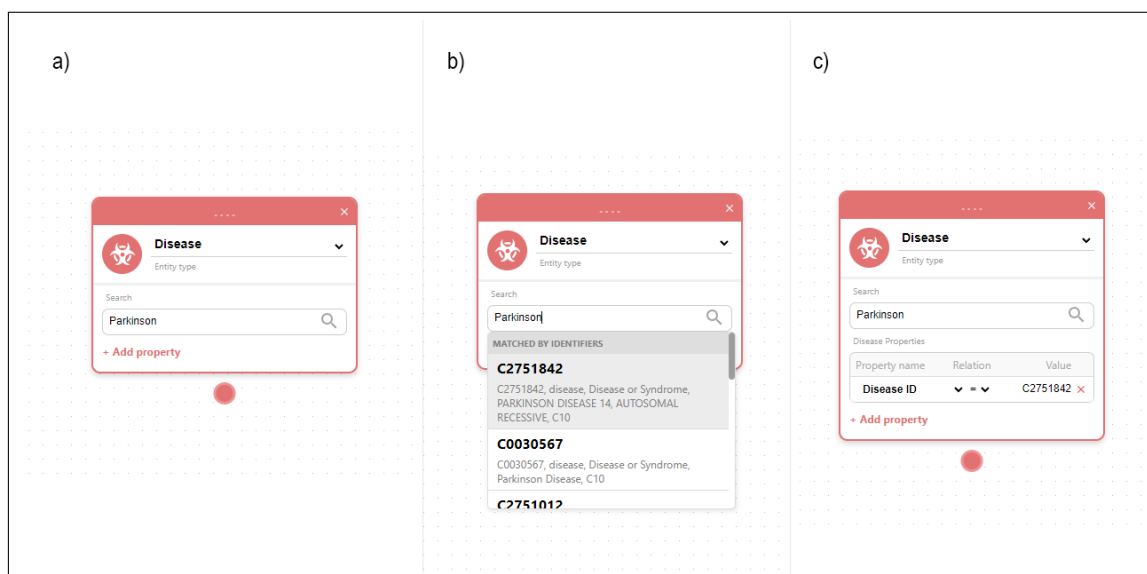 a)
.... ×
Disease
Entity type
Search
Parkinson
+ Add property
b)
.... ×
Disease
Entity type
Search
Parkinson
MATCHED BY IDENTIFIERS
C2751842
C2751842, disease, Disease or Syndrome,
PARKINSON DISEASE 14, AUTOSOMAL
RECESSIVE, C10
C0030567
C0030567, disease, Disease or Syndrome,
Parkinson Disease, C10
C2751012
c)
.... ×
Disease
Entity type
Search
Parkinson
Disease Properties
Property name Relation Value
Disease ID = C2751842 ×
+ Add property